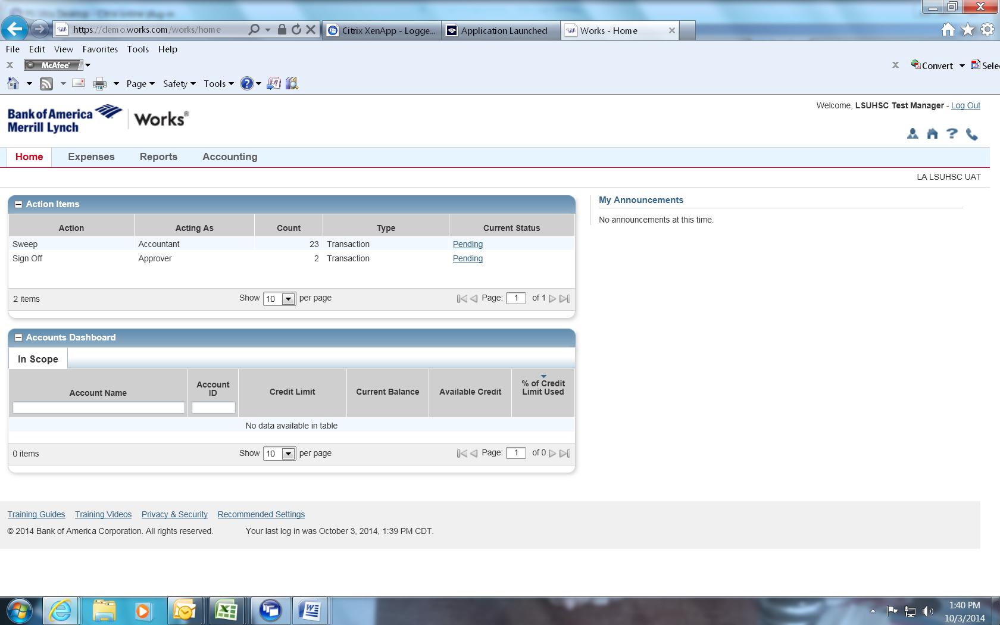 https://demo.works.com/works/home
Citrix XenApp - Logge...
Application Launched
Works - Home
File Edit View Favorites Tools Help
McAfee
Convert
Sele
Page Safety Tools
Bank of America
Merrill Lynch
Works®
Welcome, LSUHSC Test Manager - Log Out
Home Expenses Reports Accounting
LA LSUHSC UAT
Action Items
Action Acting As Count Type Current Status
Sweep Accountant 23 Transaction Pending
Sign Off Approver 2 Transaction Pending
2 items Show 10 per page Page: 1 of 1
My Announcements
No announcements at this time.
Accounts Dashboard
In Scope
Account Name Account ID Credit Limit Current Balance Available Credit % of Credit Limit Used
No data available in table
0 items Show 10 per page Page: 1 of 0
Training Guides Training Videos Privacy & Security Recommended Settings
© 2014 Bank of America Corporation. All rights reserved. Your last log in was October 3, 2014, 1:39 PM CDT.
1:40 PM
10/3/2014